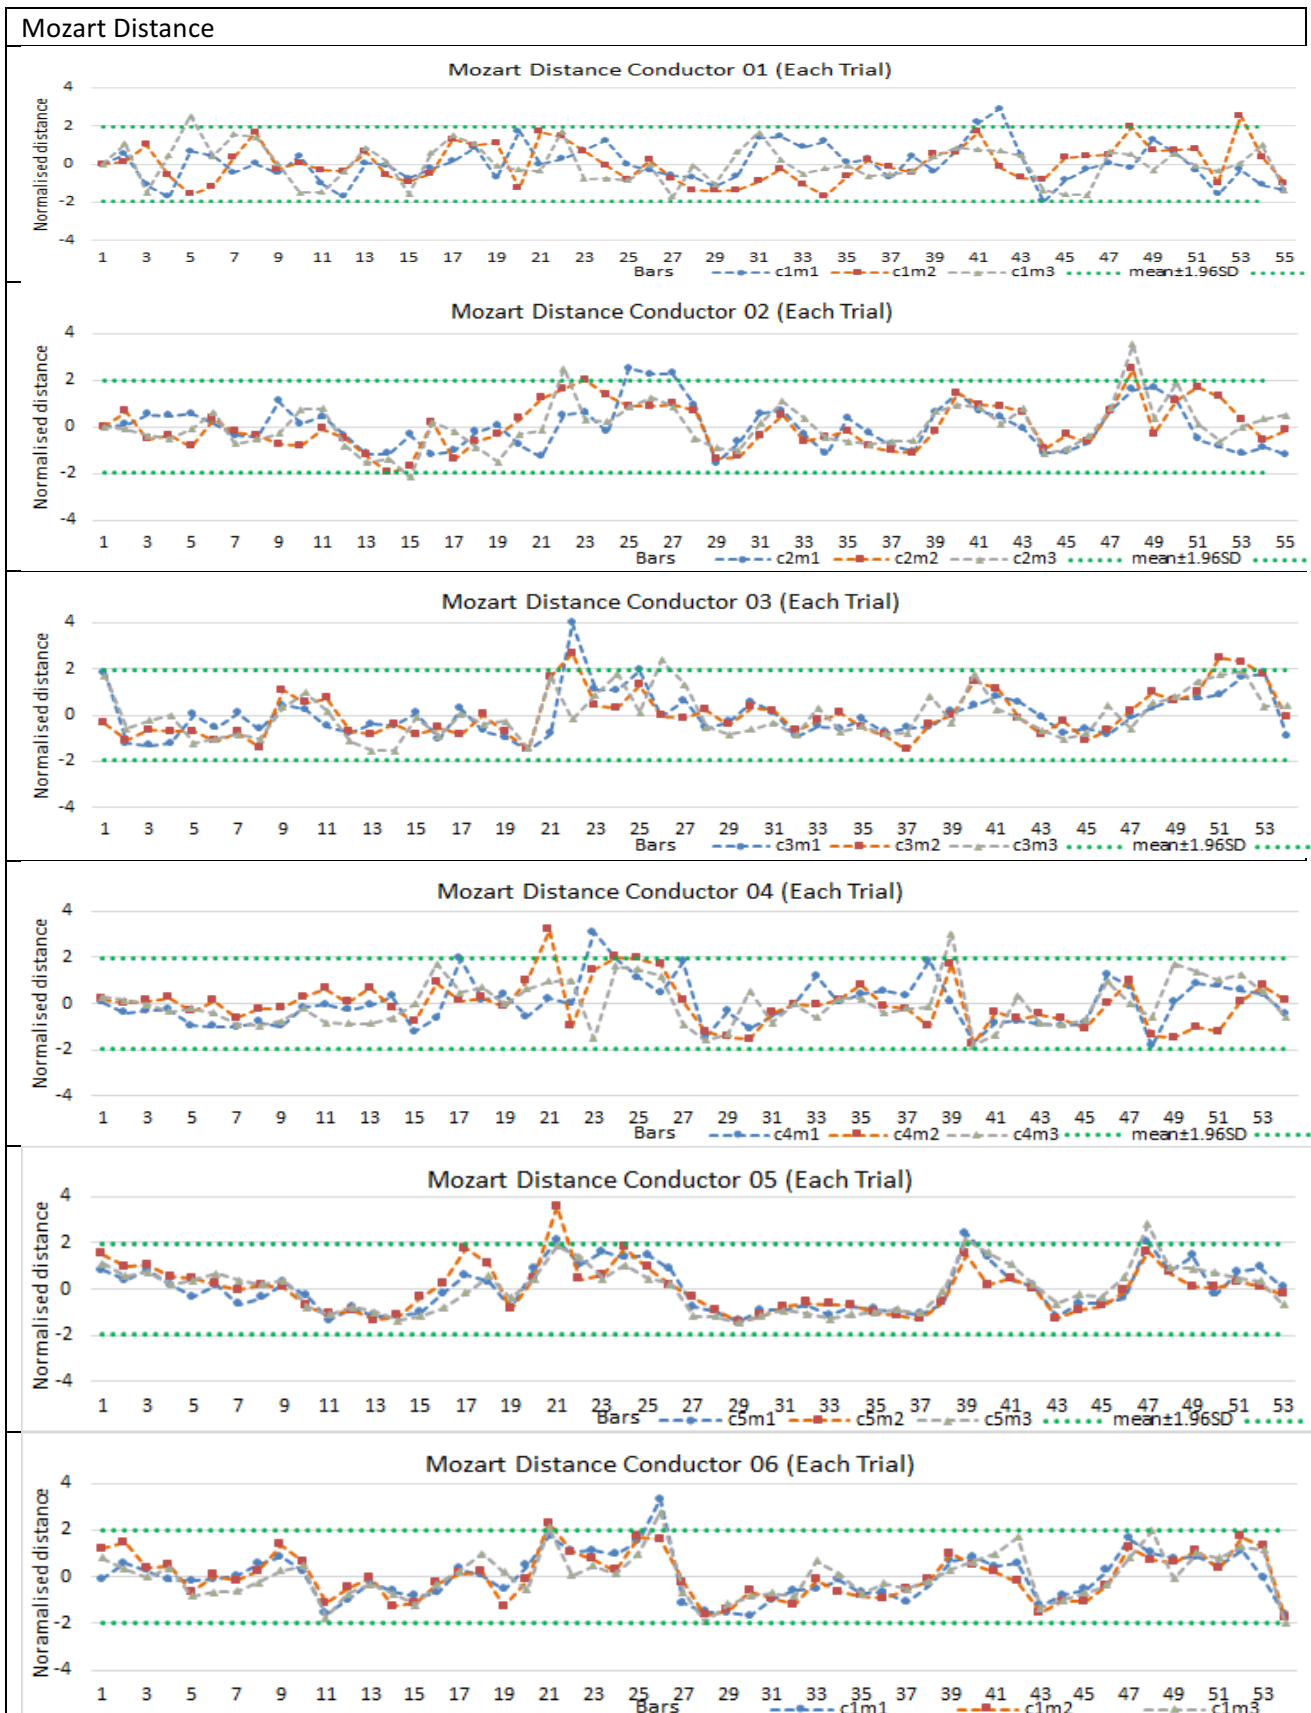 Mozart Distance
Mozart Distance Conductor 01 (Each Trial)
Normalised distance
4
2
0
-2
-4
1 3 5 7 9 11 13 15 17 19 21 23 25 27 29 31 33 35 37 39 41 43 45 47 49 51 53 55
Bars c1m1 c1m2 c1m3 mean±1.96SD
Mozart Distance Conductor 02 (Each Trial)
Normalised distance
4
2
0
-2
-4
1 3 5 7 9 11 13 15 17 19 21 23 25 27 29 31 33 35 37 39 41 43 45 47 49 51 53 55
Bars c2m1 c2m2 c2m3 mean±1.96SD
Mozart Distance Conductor 03 (Each Trial)
Normalised distance
4
2
0
-2
-4
1 3 5 7 9 11 13 15 17 19 21 23 25 27 29 31 33 35 37 39 41 43 45 47 49 51 53
Bars c3m1 c3m2 c3m3 mean±1.96SD
Mozart Distance Conductor 04 (Each Trial)
Normalised distance
4
2
0
-2
-4
1 3 5 7 9 11 13 15 17 19 21 23 25 27 29 31 33 35 37 39 41 43 45 47 49 51 53
Bars c4m1 c4m2 c4m3 mean±1.96SD
Mozart Distance Conductor 05 (Each Trial)
Normalised distance
4
2
0
-2
-4
1 3 5 7 9 11 13 15 17 19 21 23 25 27 29 31 33 35 37 39 41 43 45 47 49 51 53
Bars c5m1 c5m2 c5m3 mean±1.96SD
Mozart Distance Conductor 06 (Each Trial)
Noramalised distance
4
2
0
-2
-4
1 3 5 7 9 11 13 15 17 19 21 23 25 27 29 31 33 35 37 39 41 43 45 47 49 51 53
Bars c1m1 c1m2 c1m3